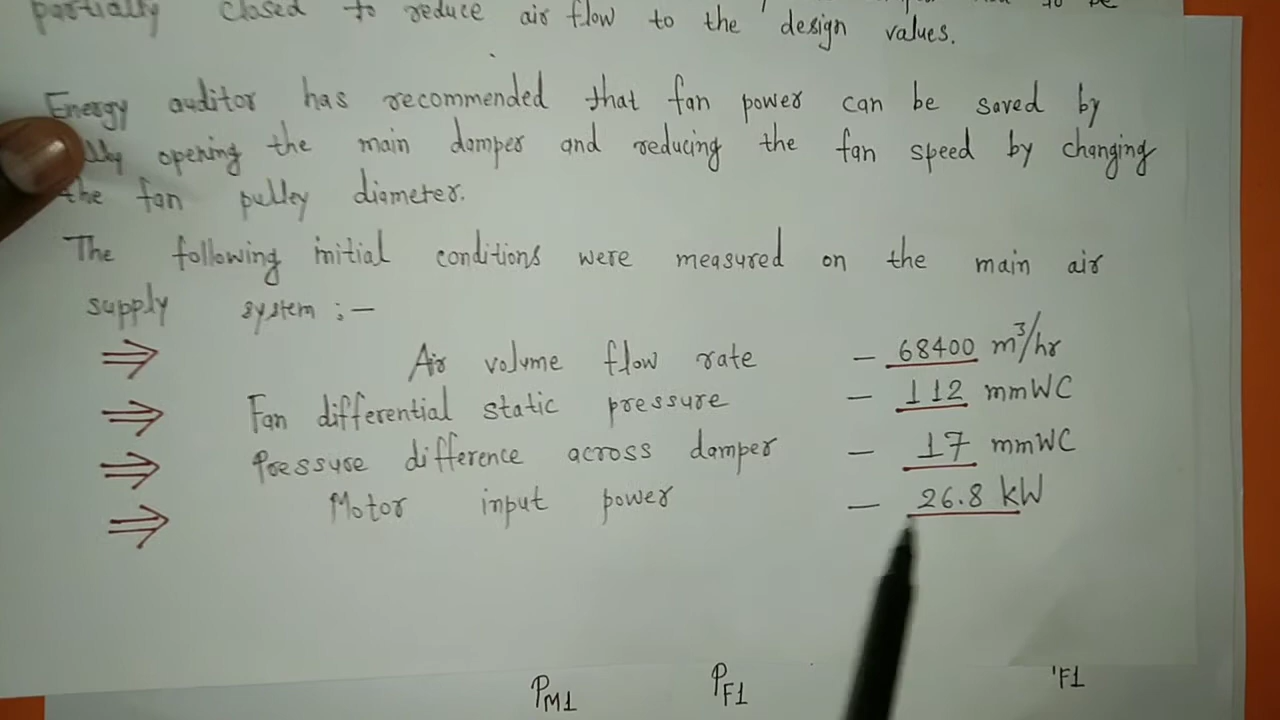 partially closed to reduce air flow to the design values.
Energy auditor has recommended that fan power can be saved by
opening the main damper and reducing the fan speed by changing
the fan pulley diameter.
The following initial conditions were measured on the main air
supply system :-
⇒ Air volume flow rate - 68400 m³/hr
⇒ Fan differential static pressure - 112 mmWC
⇒ Pressure difference across damper - 17 mmWC
⇒ Motor input power - 26.8 kW
PM1 PF1 F1